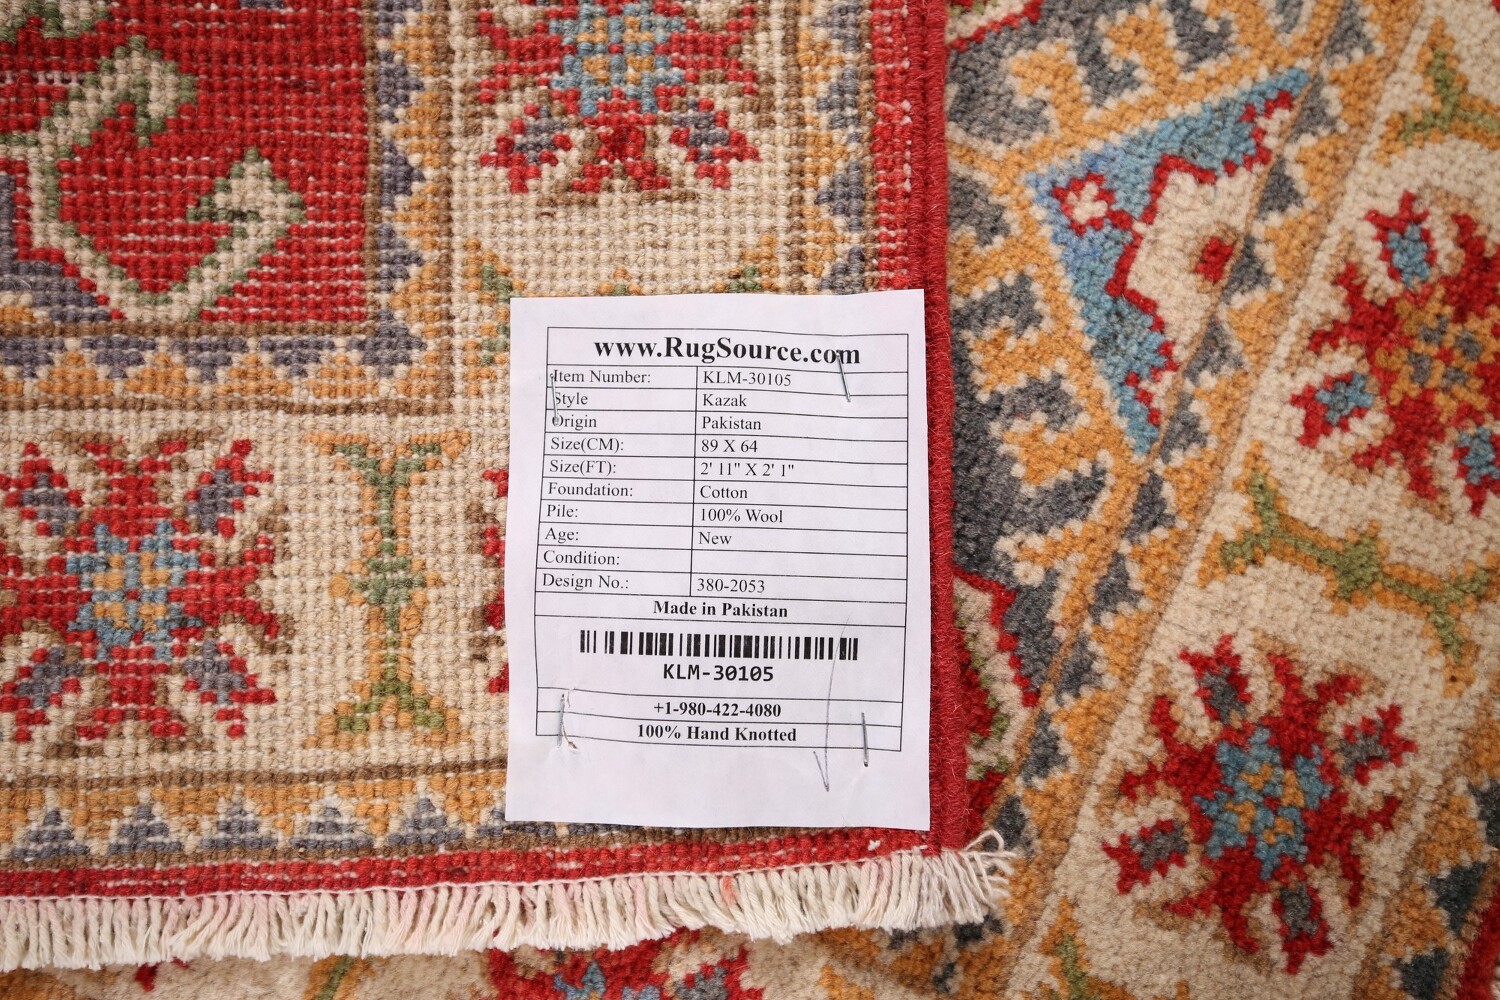 www.RugSource.com
Item Number: KLM-30105
Style Kazak
Origin Pakistan
Size(CM): 89 X 64
Size(FT): 2' 11" X 2' 1"
Foundation: Cotton
Pile: 100% Wool
Age: New
Condition:
Design No.: 380-2053
Made in Pakistan
KLM-30105
+1-980-422-4080
100% Hand Knotted